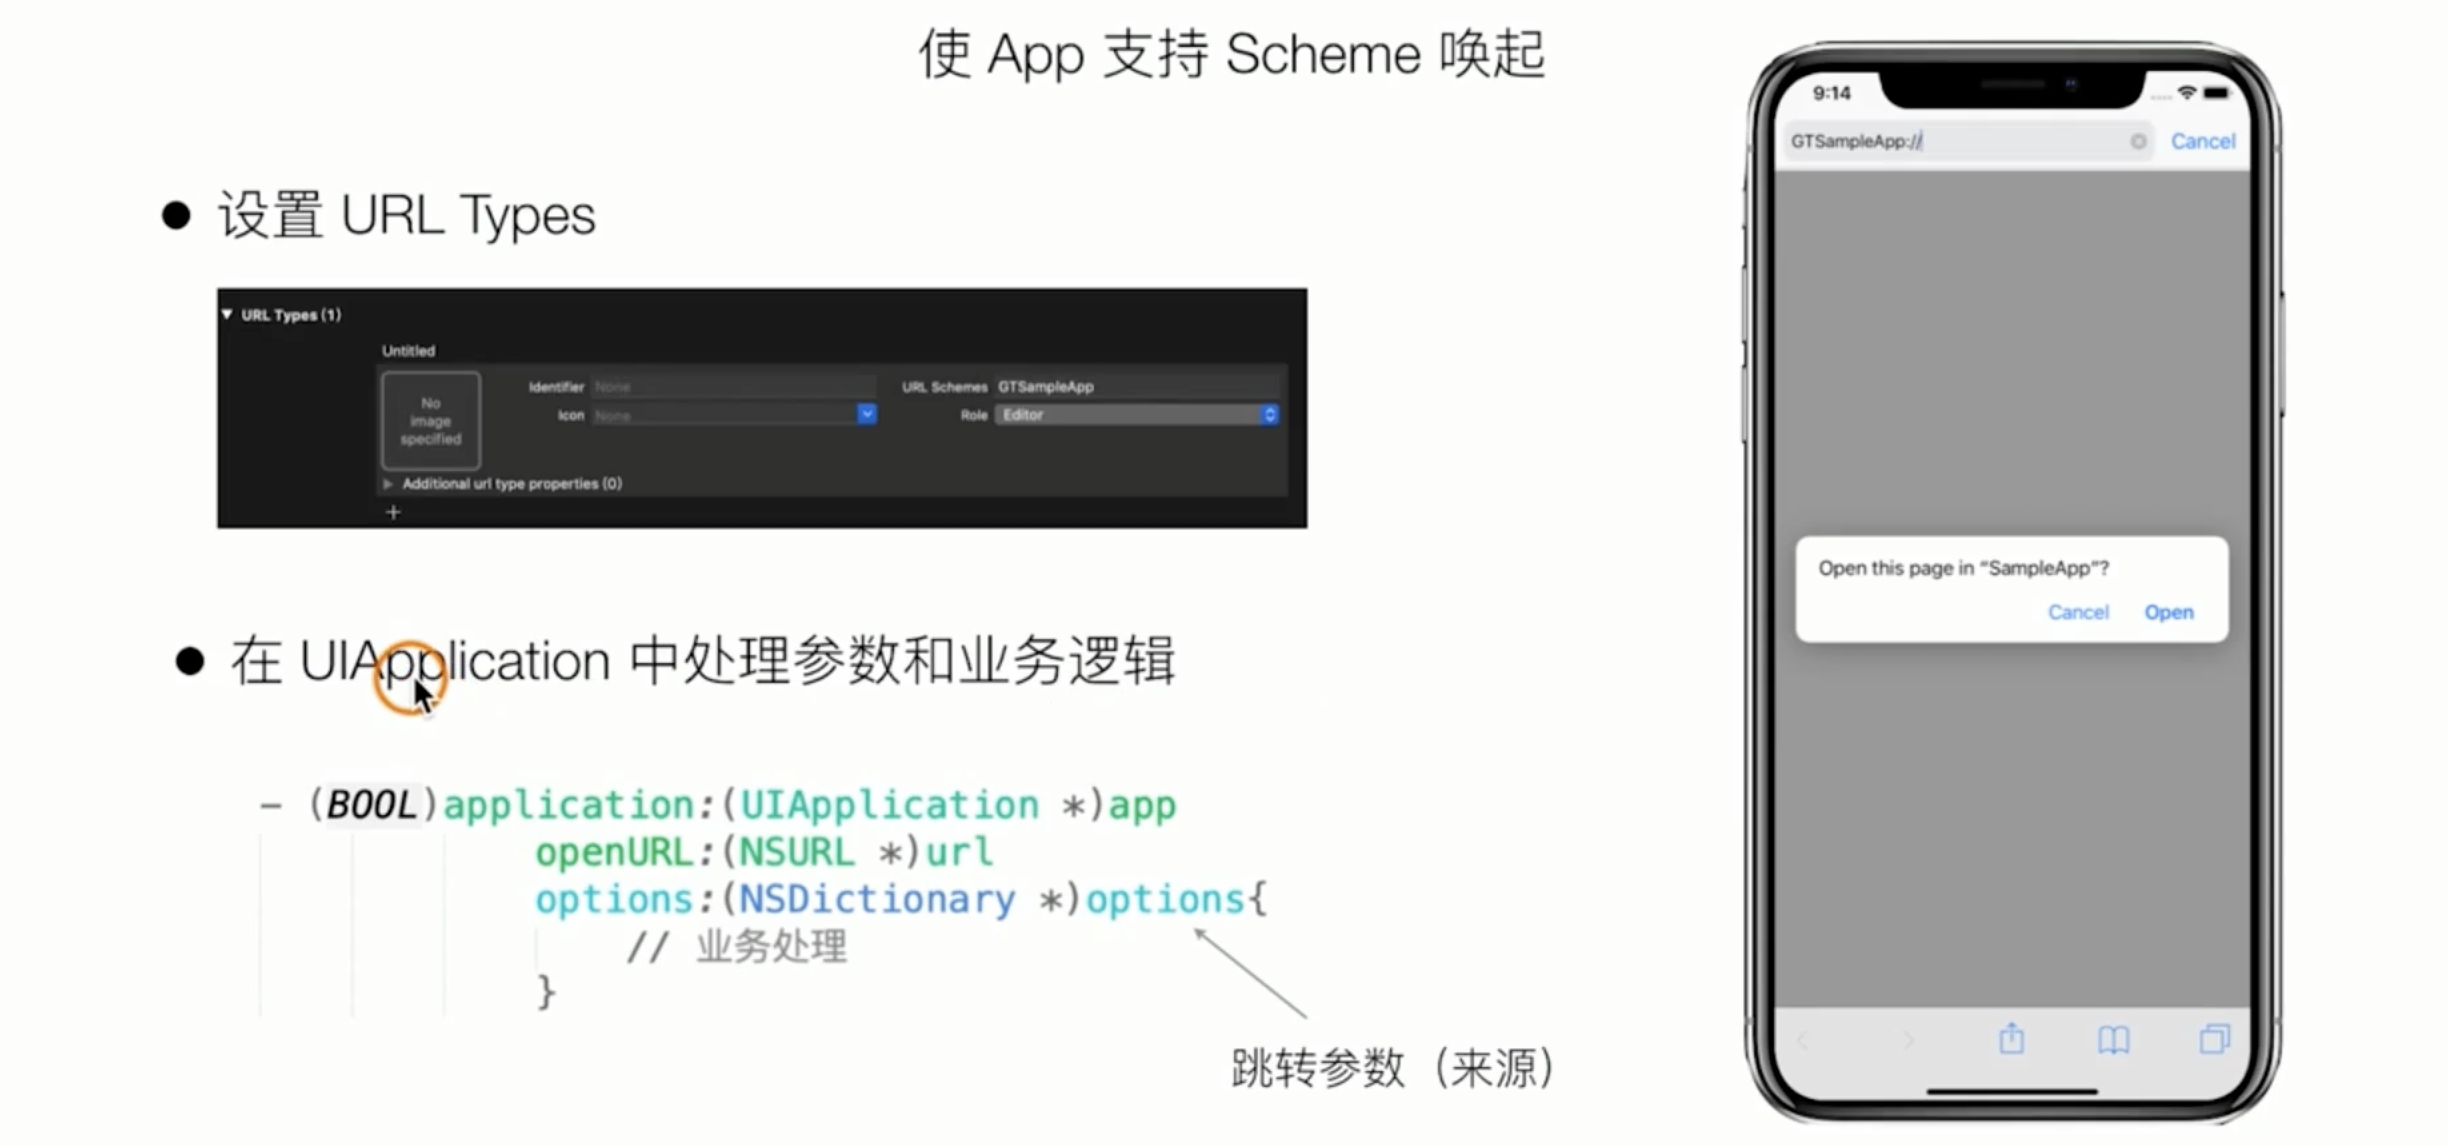 使 App 支持 Scheme 唤起
● 设置 URL Types
▼ URL Types (1)
Untitled
No
image
specified
Identifier None
URL Schemes GTSampleApp
Icon None
Role Editor
Additional url type properties (0)
+
● 在 UIApplication 中处理参数和业务逻辑
- (BOOL)application:(UIApplication *)app
openURL:(NSURL *)url
options:(NSDictionary *)options{
// 业务处理
}
跳转参数（来源）
9:14
GTSampleApp://
Cancel
Open this page in “SampleApp”?
Cancel Open